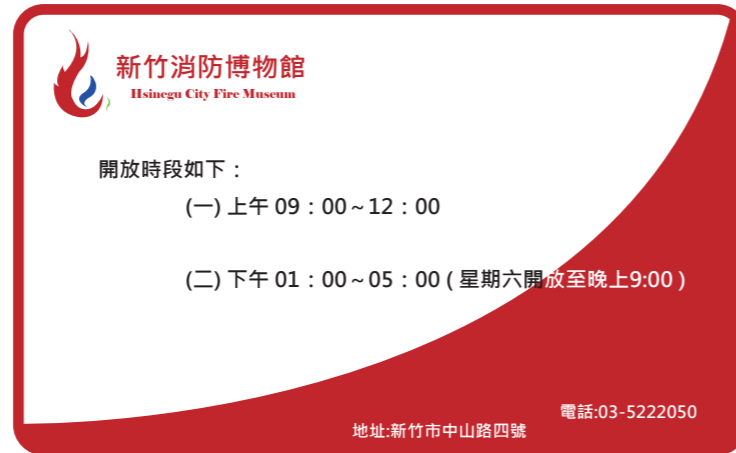 新竹消防博物館
Hsinegu City Fire Museum
開放時段如下：
(一) 上午 09：00～12：00
(二) 下午 01：00～05：00 ( 星期六開放至晚上9:00 )
電話:03-5222050
地址:新竹市中山路四號